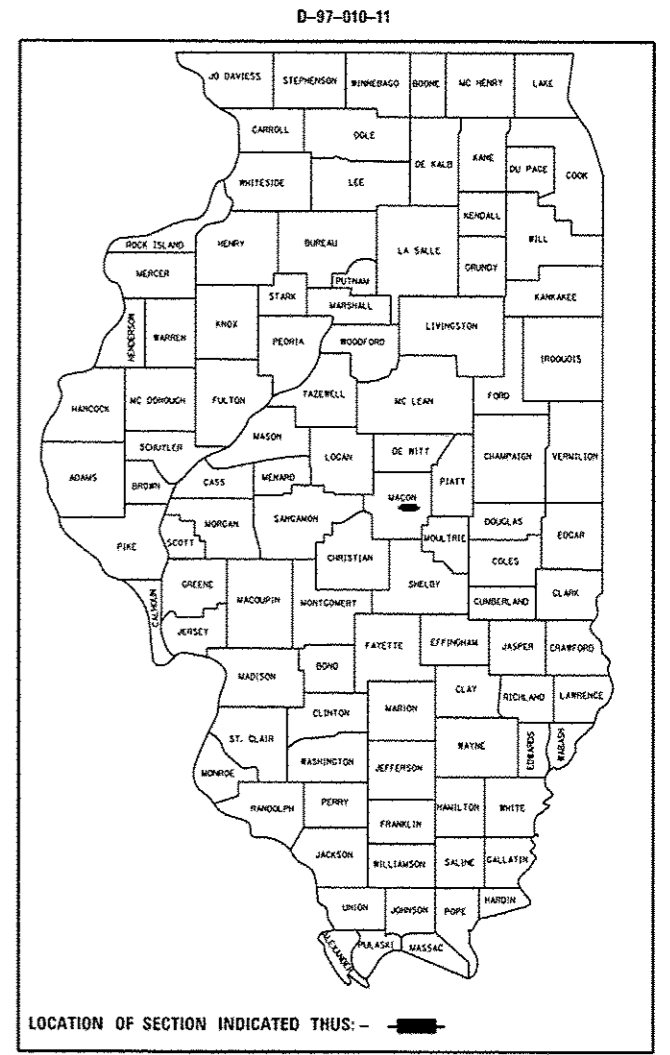 D-97-010-11
JO DAVIESS
STEPHENSON
WINNEBAGO
BOONE
MC HENRY
LAKE
CARROLL
OGLE
DE KALB
KANE
DU PAGE
COOK
WHITESIDE
LEE
KENDALL
WILL
ROCK ISLAND
HENRY
BUREAU
LA SALLE
GRUNDY
MERCER
PUTNAM
STARK
MARSHALL
KANKAKEE
HENDERSON
WARREN
KNOX
PEORIA
WOODFORD
LIVINGSTON
IROQUOIS
HANCOCK
MC DONOUGH
FULTON
TAZEWELL
MC LEAN
FORD
MASON
SCHUYLER
LOGAN
DE WITT
CHAMPAIGN
VERMILION
ADAMS
BROWN
CASS
MENARD
PIATT
MACON
SCOTT
MORGAN
SANGAMON
DOUGLAS
EDGAR
PIKE
CHRISTIAN
MOULTRIE
COLES
SHELBY
CALHOUN
GREENE
MACOUPIN
MONTGOMERY
CUMBERLAND
CLARK
JERSEY
FAYETTE
EFFINGHAM
JASPER
CRAWFORD
MADISON
BOND
CLAY
RICHLAND
LAWRENCE
CLINTON
MARION
ST. CLAIR
WAYNE
EDWARDS
WABASH
WASHINGTON
JEFFERSON
MONROE
RANDOLPH
PERRY
HAMILTON
WHITE
FRANKLIN
JACKSON
WILLIAMSON
SALINE
GALLATIN
UNION
JOHNSON
POPE
HARDIN
ALEXANDER
PULASKI
MASSAC
LOCATION OF SECTION INDICATED THUS: -